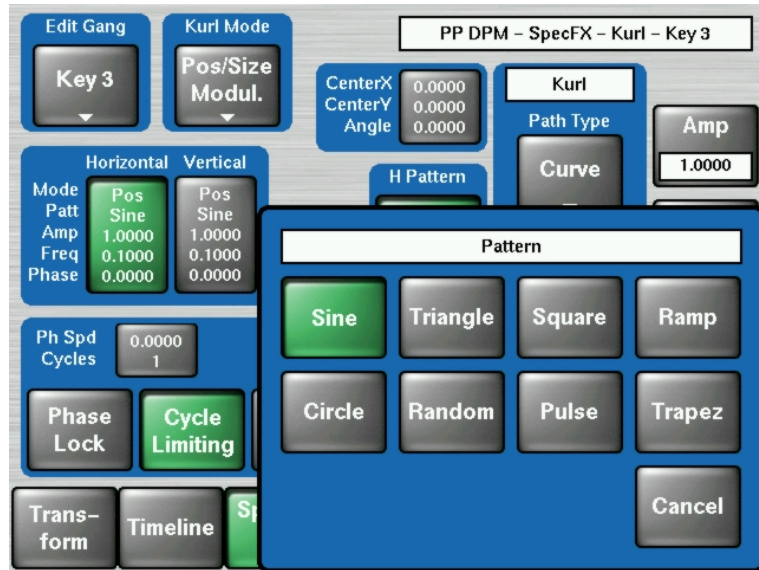 Edit Gang
Kurl Mode
PP DPM – SpecFX – Kurl – Key 3
Key 3
Pos/Size
Modul.
CenterX 0.0000
CenterY 0.0000
Angle 0.0000
Kurl
Path Type
Curve
Amp
1.0000
Horizontal Vertical
Mode Pos Pos
Patt Sine Sine
Amp 1.0000 1.0000
Freq 0.1000 0.1000
Phase 0.0000 0.0000
H Pattern
Pattern
Sine
Triangle
Square
Ramp
Circle
Random
Pulse
Trapez
Cancel
Ph Spd 0.0000
Cycles 1
Phase
Lock
Cycle
Limiting
Trans–
form
Timeline